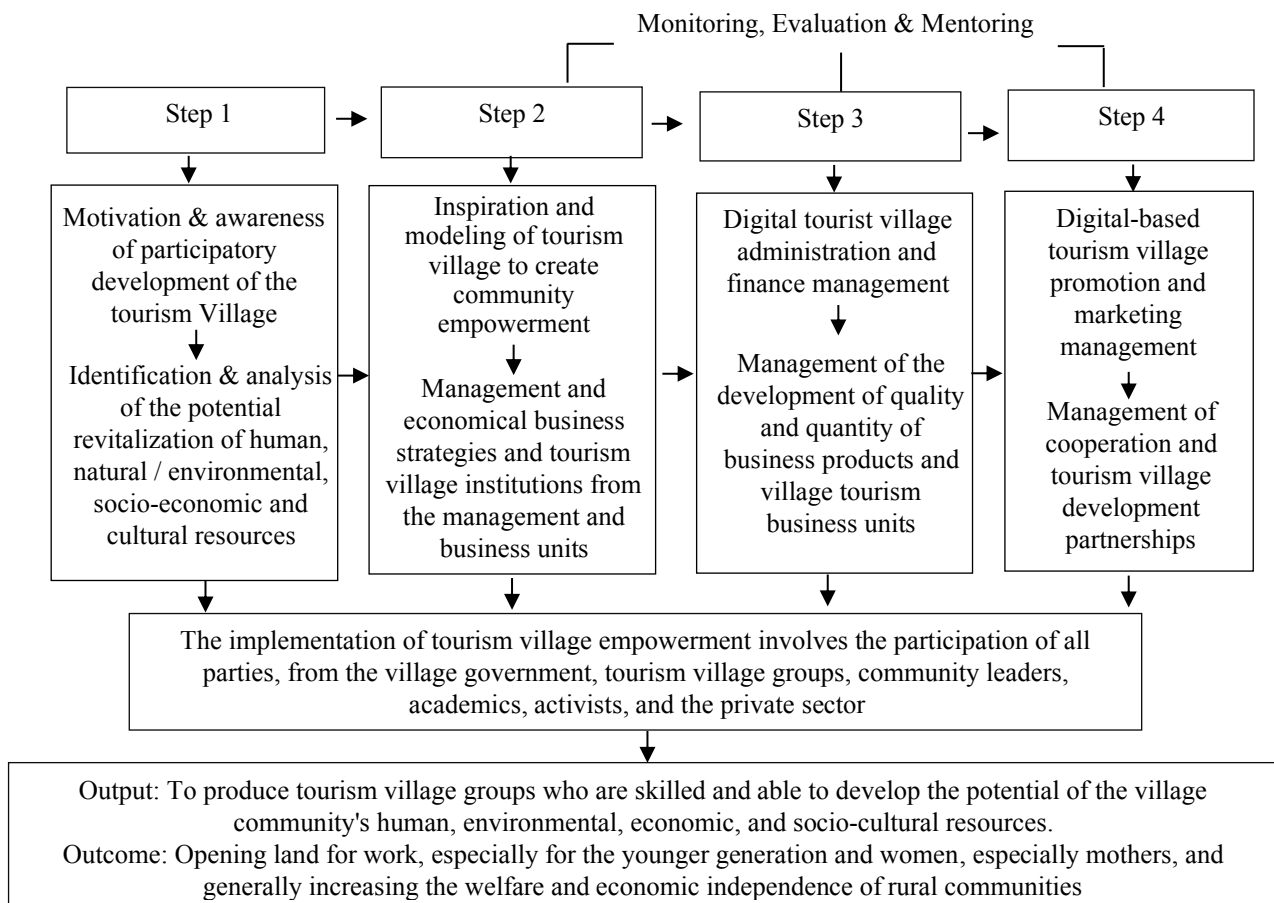 Monitoring, Evaluation & Mentoring
Step 1
Step 2
Step 3
Step 4
Motivation & awareness
of participatory
development of the
tourism Village
Identification & analysis
of the potential
revitalization of human,
natural / environmental,
socio-economic and
cultural resources
Inspiration and
modeling of tourism
village to create
community
empowerment
Management and
economical business
strategies and tourism
village institutions from
the management and
business units
Digital tourist village
administration and
finance management
Management of the
development of quality
and quantity of
business products and
village tourism
business units
Digital-based
tourism village
promotion and
marketing
management
Management of
cooperation and
tourism village
development
partnerships
The implementation of tourism village empowerment involves the participation of all
parties, from the village government, tourism village groups, community leaders,
academics, activists, and the private sector
Output: To produce tourism village groups who are skilled and able to develop the potential of the village
community's human, environmental, economic, and socio-cultural resources.
Outcome: Opening land for work, especially for the younger generation and women, especially mothers, and
generally increasing the welfare and economic independence of rural communities